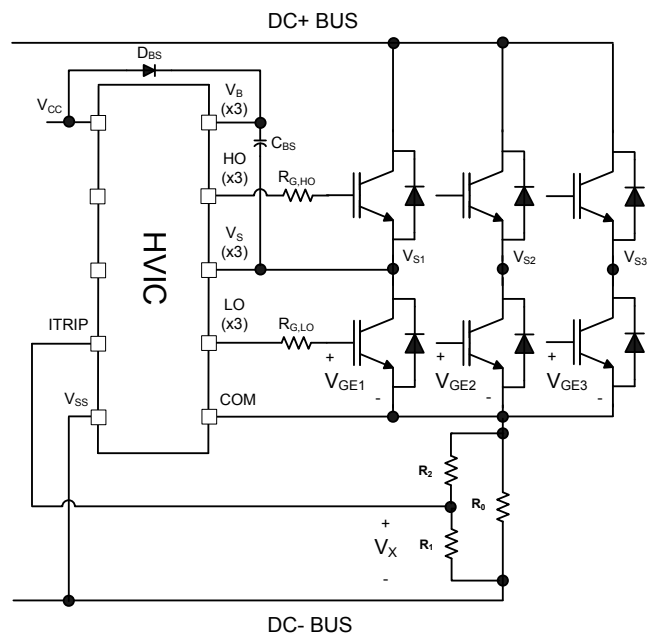 DC+ BUS
DBS
VCC
VB
(x3)
CBS
HO
(x3)
RG,HO
VS
(x3)
VS1
VS2
VS3
HVIC
ITRIP
LO
(x3)
RG,LO
+
VGE1
-
+
VGE2
-
+
VGE3
-
VSS
COM
R2
R0
+
VX
-
R1
DC- BUS